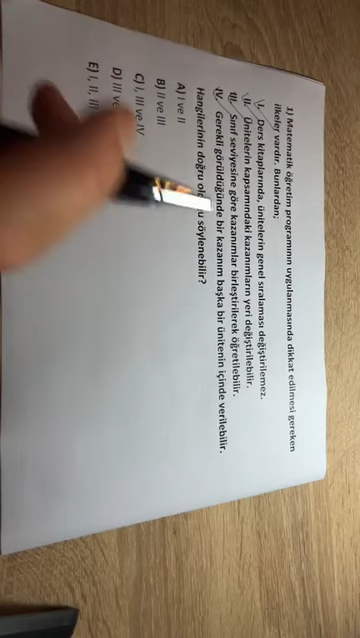 1) Matematik öğretim programının uygulanmasında dikkat edilmesi gereken
ilkeler vardır. Bunlardan;
I. Ders kitaplarında, ünitelerin genel sıralaması değiştirilemez.
II. Ünitelerin kapsamındaki kazanımların yeri değiştirilebilir.
III. Sınıf seviyesine göre kazanımlar birleştirilerek öğretilebilir.
IV. Gerekli görüldüğünde bir kazanım başka bir ünitenin içinde verilebilir.
Hangilerinin doğru söylenebilir?
A) I ve II
B) II ve III
C) I, III ve IV
D) III ve
E) I, II, III